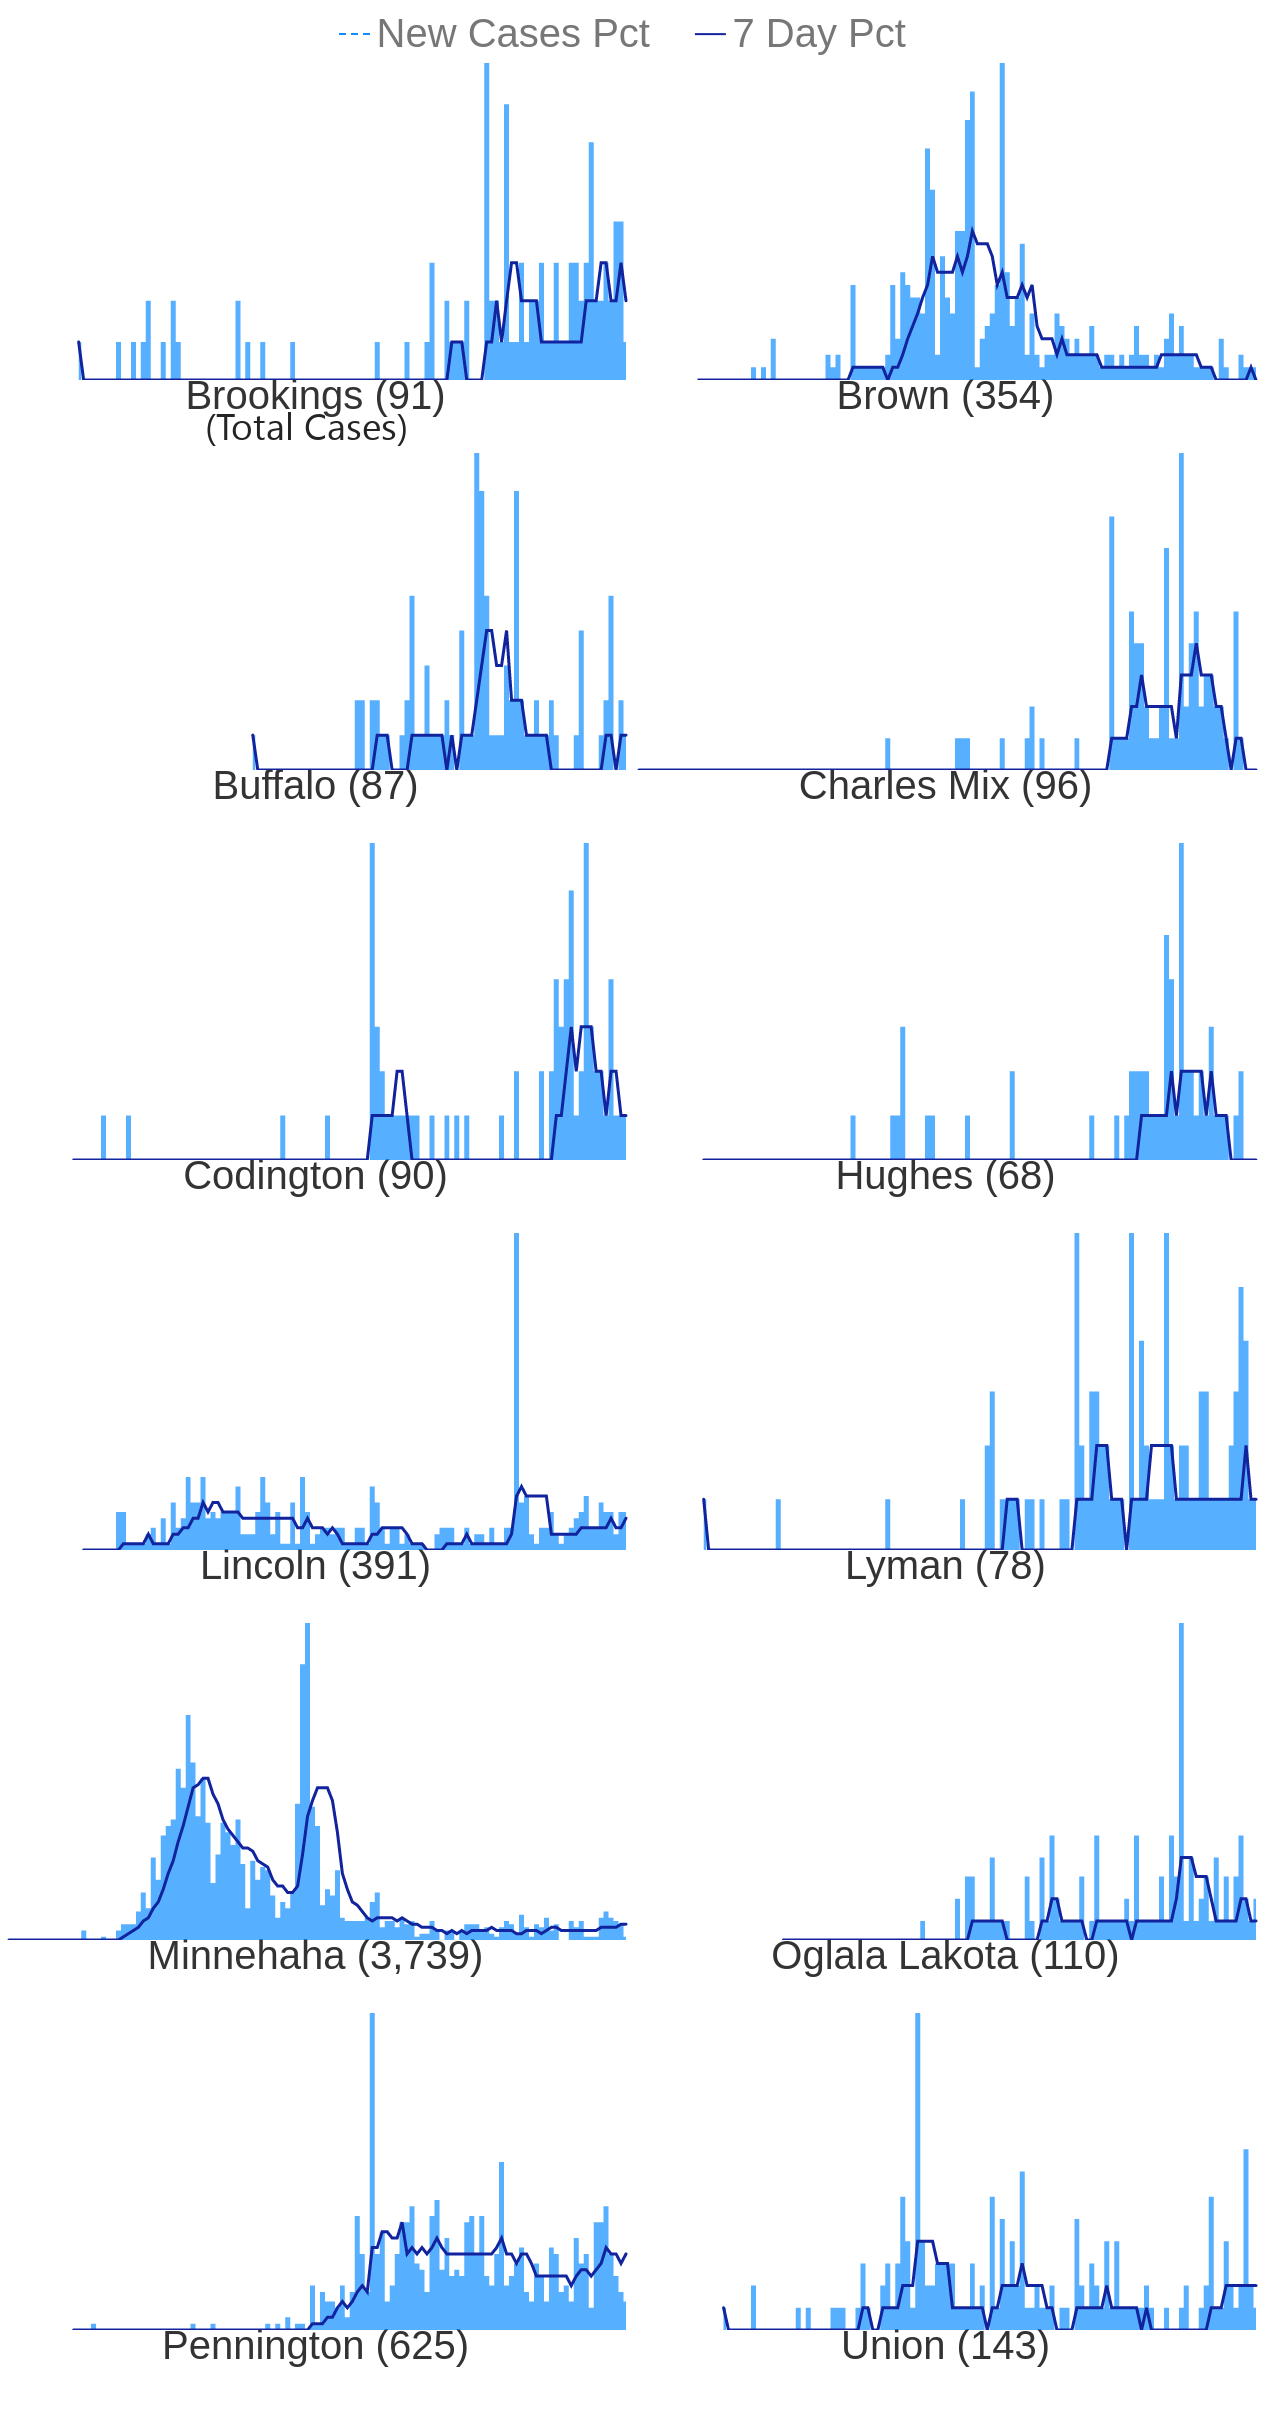 New Cases Pct 7 Day Pct
Brookings (91) Brown (354)
(Total Cases)
Buffalo (87) Charles Mix (96)
Codington (90) Hughes (68)
Lincoln (391) Lyman (78)
Minnehaha (3,739) Oglala Lakota (110)
Pennington (625) Union (143)